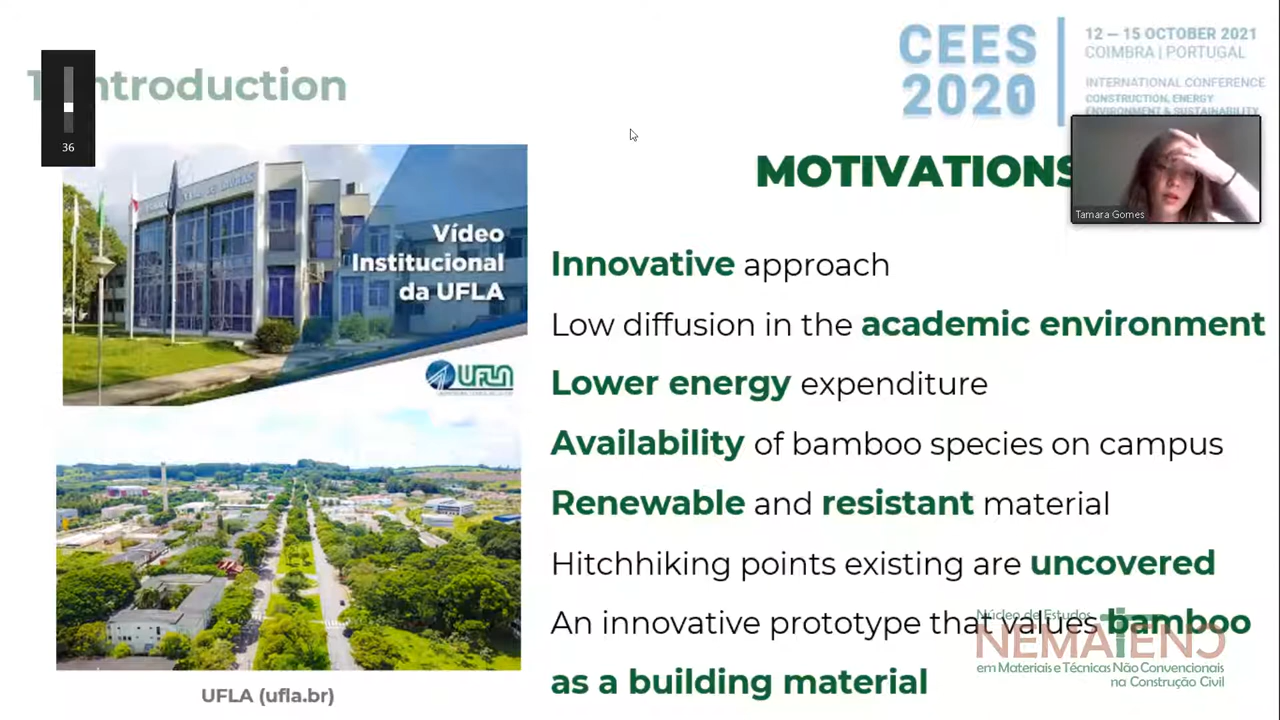 1. Introduction
36
CEES
2020
12 — 15 OCTOBER 2021
COIMBRA | PORTUGAL
INTERNATIONAL CONFERENCE
CONSTRUCTION, ENERGY
ENVIRONMENT & SUSTAINABILITY
Tamara Gomes
MOTIVATIONS
Vídeo
Institucional
da UFLA
UFLA
Innovative approach
Low diffusion in the academic environment
Lower energy expenditure
Availability of bamboo species on campus
Renewable and resistant material
Hitchhiking points existing are uncovered
An innovative prototype that values bamboo
as a building material
Núcleo de Estudos
NEMATENC
em Materiais e Técnicas Não Convencionais
na Construção Civil
UFLA (ufla.br)